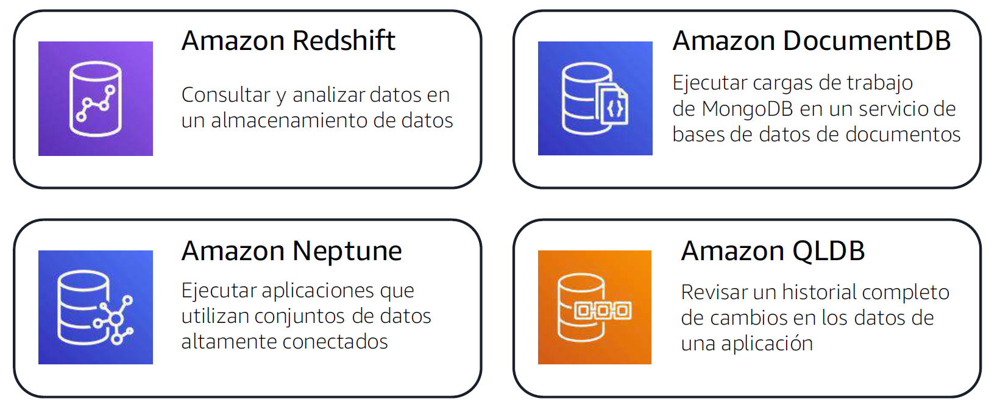 Amazon Redshift
Consultar y analizar datos en
un almacenamiento de datos
Amazon DocumentDB
Ejecutar cargas de trabajo
de MongoDB en un servicio de
bases de datos de documentos
Amazon Neptune
Ejecutar aplicaciones que
utilizan conjuntos de datos
altamente conectados
Amazon QLDB
Revisar un historial completo
de cambios en los datos de
una aplicación